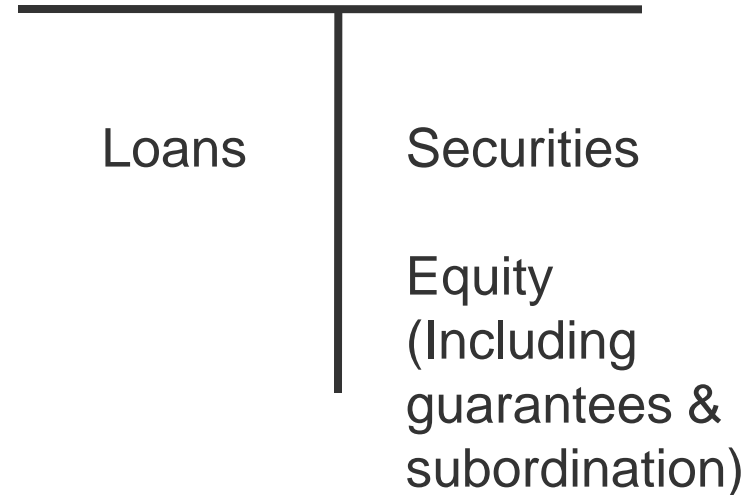 Loans
Securities
Equity
(Including
guarantees &
subordination)